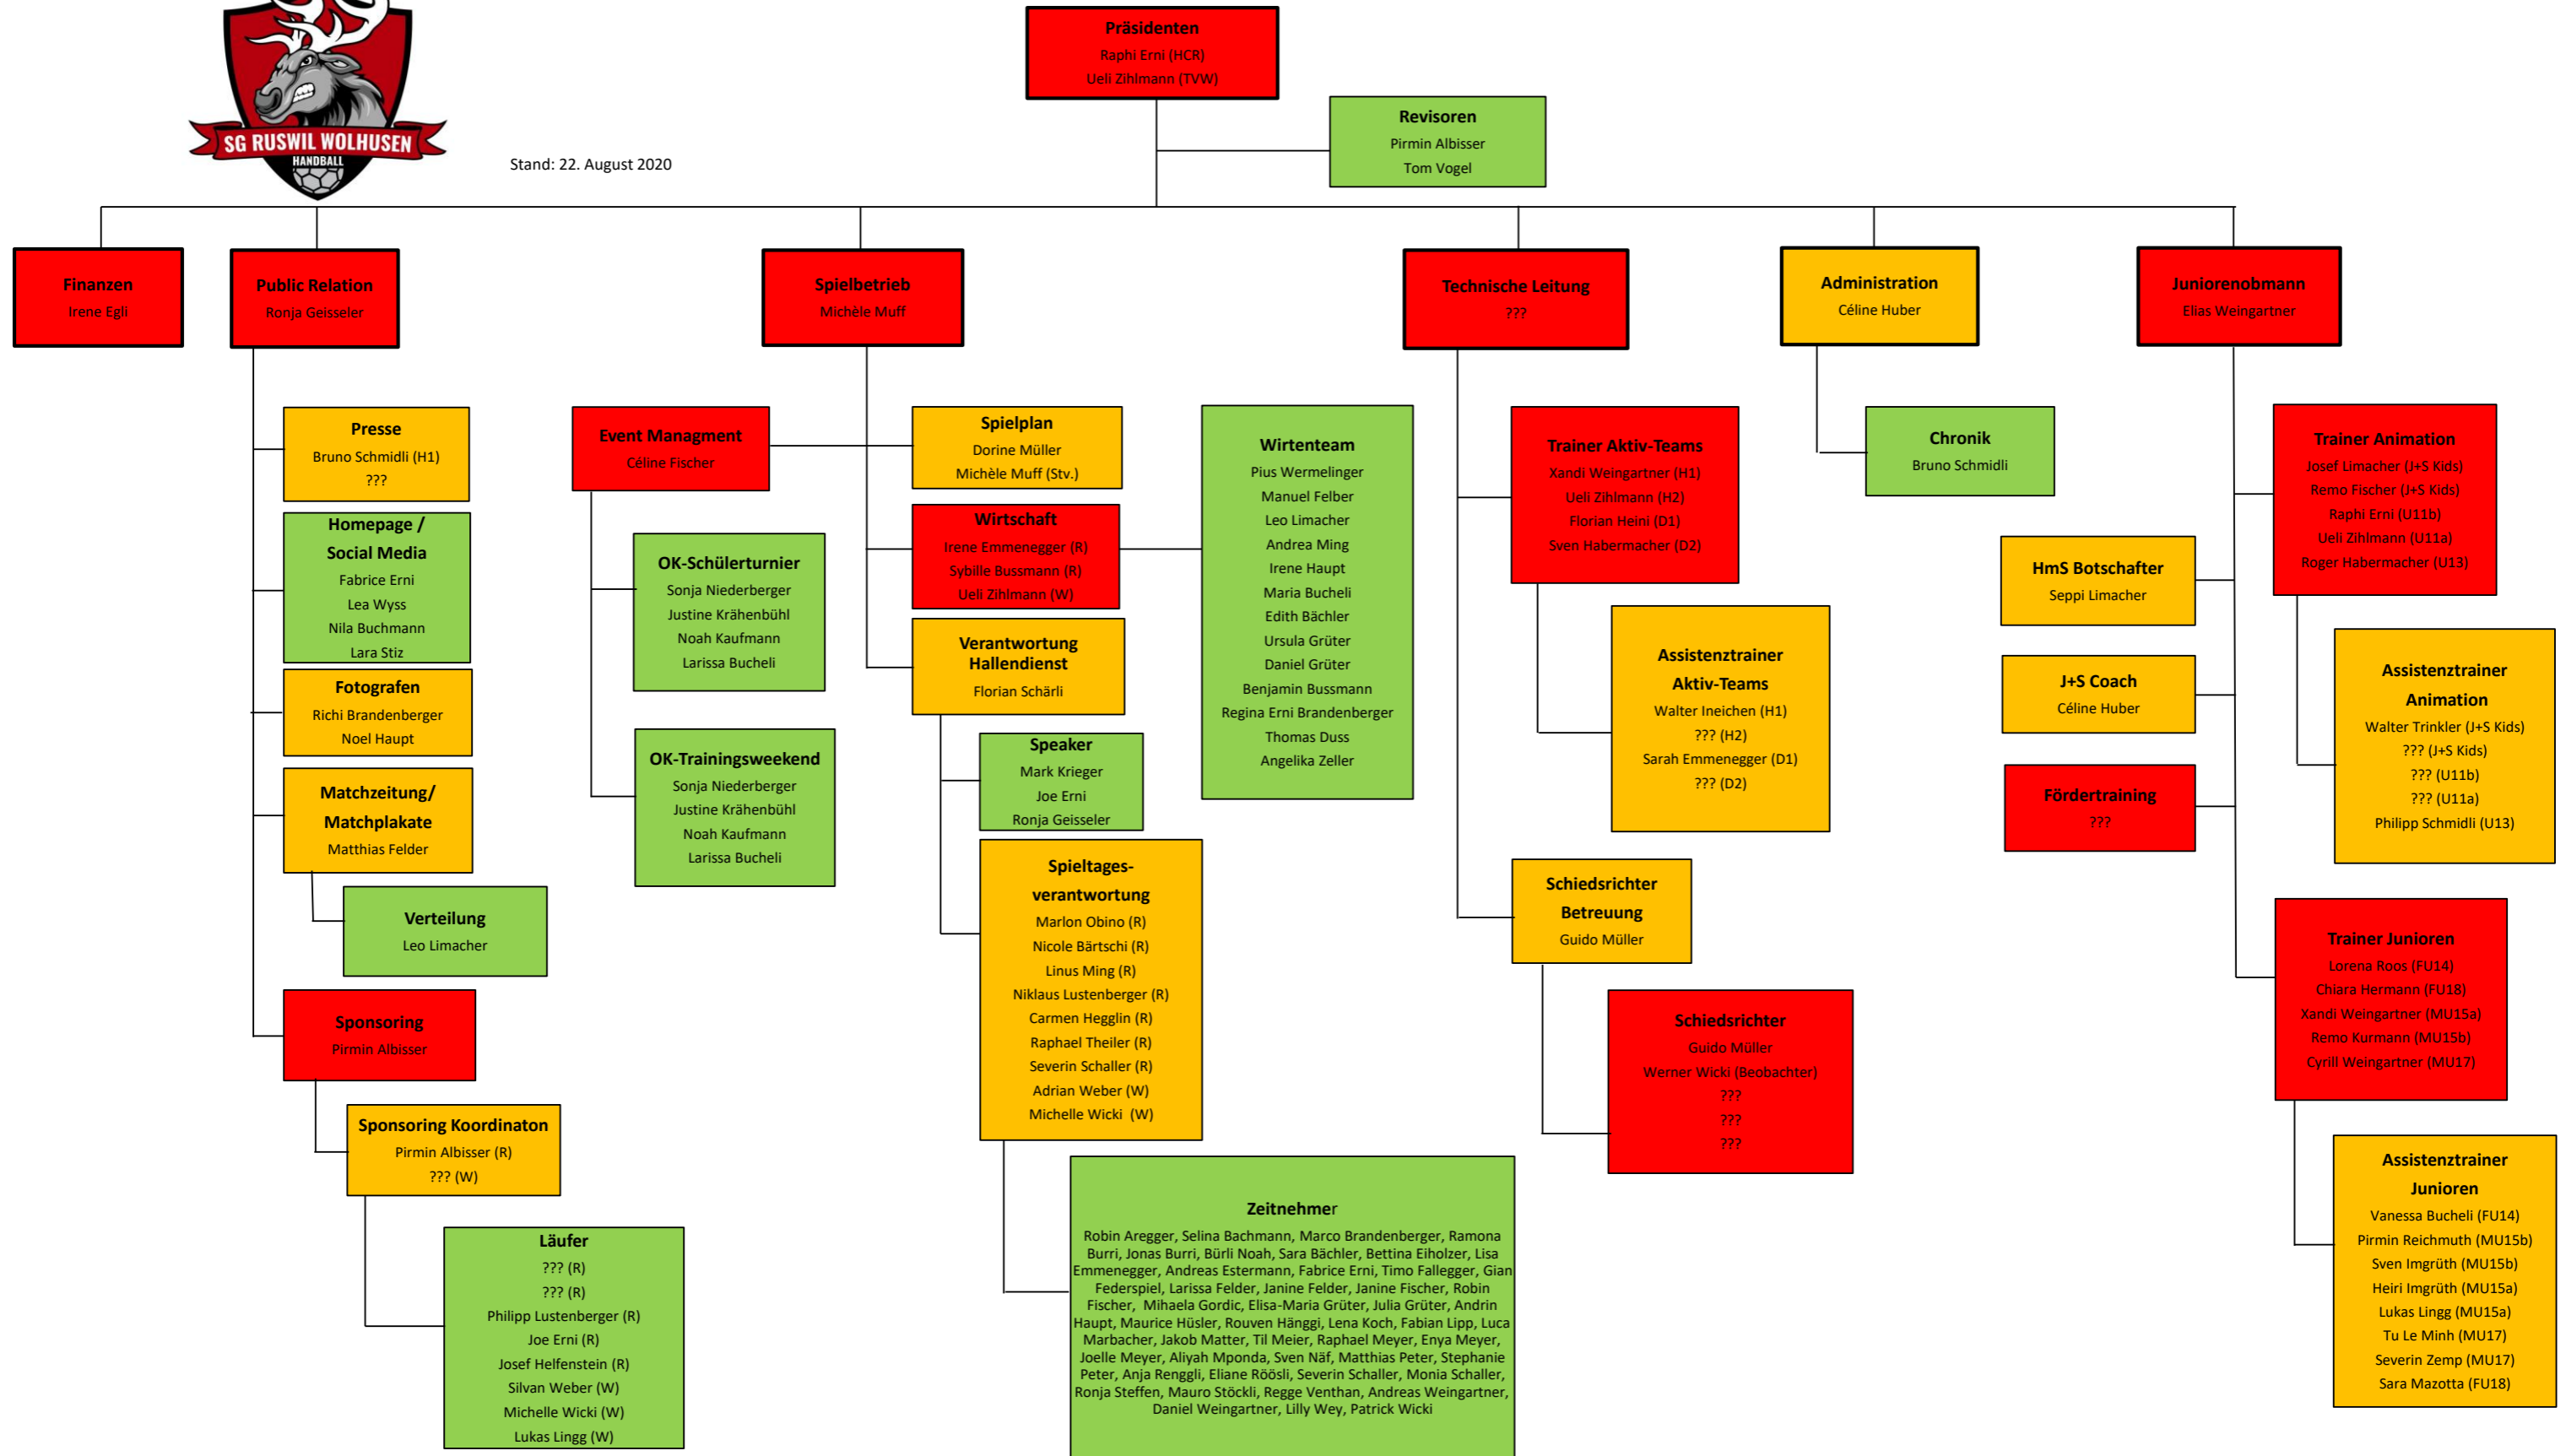 SG RUSWIL WOLHUSEN
HANDBALL
Stand: 22. August 2020
Präsidenten
Raphi Erni (HCR)
Ueli Zihlmann (TVW)
Revisoren
Pirmin Albisser
Tom Vogel
Finanzen
Irene Egli
Public Relation
Ronja Geisseler
Spielbetrieb
Michèle Muff
Technische Leitung
???
Administration
Céline Huber
Juniorenobmann
Elias Weingartner
Presse
Bruno Schmidli (H1)
???
Homepage /
Social Media
Fabrice Erni
Lea Wyss
Nila Buchmann
Lara Stiz
Fotografen
Richi Brandenberger
Noel Haupt
Matchzeitung/
Matchplakate
Matthias Felder
Verteilung
Leo Limacher
Sponsoring
Pirmin Albisser
Sponsoring Koordinaton
Pirmin Albisser (R)
??? (W)
Läufer
??? (R)
??? (R)
Philipp Lustenberger (R)
Joe Erni (R)
Josef Helfenstein (R)
Silvan Weber (W)
Michelle Wicki (W)
Lukas Lingg (W)
Event Managment
Céline Fischer
OK-Schülerturnier
Sonja Niederberger
Justine Krähenbühl
Noah Kaufmann
Larissa Bucheli
OK-Trainingsweekend
Sonja Niederberger
Justine Krähenbühl
Noah Kaufmann
Larissa Bucheli
Spielplan
Dorine Müller
Michèle Muff (Stv.)
Wirtschaft
Irene Emmenegger (R)
Sybille Bussmann (R)
Ueli Zihlmann (W)
Verantwortung
Hallendienst
Florian Schärli
Speaker
Mark Krieger
Joe Erni
Ronja Geisseler
Spieltages-
verantwortung
Marlon Obino (R)
Nicole Bärtschi (R)
Linus Ming (R)
Niklaus Lustenberger (R)
Carmen Hegglin (R)
Raphael Theiler (R)
Severin Schaller (R)
Adrian Weber (W)
Michelle Wicki  (W)
Zeitnehmer
Robin Aregger, Selina Bachmann, Marco Brandenberger, Ramona
Burri, Jonas Burri, Bürli Noah, Sara Bächler, Bettina Eiholzer, Lisa
Emmenegger, Andreas Estermann, Fabrice Erni, Timo Fallegger, Gian
Federspiel, Larissa Felder, Janine Felder, Janine Fischer, Robin
Fischer,  Mihaela Gordic, Elisa-Maria Grüter, Julia Grüter, Andrin
Haupt, Maurice Hüsler, Rouven Hänggi, Lena Koch, Fabian Lipp, Luca
Marbacher, Jakob Matter, Til Meier, Raphael Meyer, Enya Meyer,
Joelle Meyer, Aliyah Mponda, Sven Näf, Matthias Peter, Stephanie
Peter, Anja Renggli, Eliane Röösli, Severin Schaller, Monia Schaller,
Ronja Steffen, Mauro Stöckli, Regge Venthan, Andreas Weingartner,
Daniel Weingartner, Lilly Wey, Patrick Wicki
Wirtenteam
Pius Wermelinger
Manuel Felber
Leo Limacher
Andrea Ming
Irene Haupt
Maria Bucheli
Edith Bächler
Ursula Grüter
Daniel Grüter
Benjamin Bussmann
Regina Erni Brandenberger
Thomas Duss
Angelika Zeller
Trainer Aktiv-Teams
Xandi Weingartner (H1)
Ueli Zihlmann (H2)
Florian Heini (D1)
Sven Habermacher (D2)
Assistenztrainer
Aktiv-Teams
Walter Ineichen (H1)
??? (H2)
Sarah Emmenegger (D1)
??? (D2)
Schiedsrichter
Betreuung
Guido Müller
Schiedsrichter
Guido Müller
Werner Wicki (Beobachter)
???
???
???
Chronik
Bruno Schmidli
HmS Botschafter
Seppi Limacher
J+S Coach
Céline Huber
Fördertraining
???
Trainer Animation
Josef Limacher (J+S Kids)
Remo Fischer (J+S Kids)
Raphi Erni (U11b)
Ueli Zihlmann (U11a)
Roger Habermacher (U13)
Assistenztrainer
Animation
Walter Trinkler (J+S Kids)
??? (J+S Kids)
??? (U11b)
??? (U11a)
Philipp Schmidli (U13)
Trainer Junioren
Lorena Roos (FU14)
Chiara Hermann (FU18)
Xandi Weingartner (MU15a)
Remo Kurmann (MU15b)
Cyrill Weingartner (MU17)
Assistenztrainer
Junioren
Vanessa Bucheli (FU14)
Pirmin Reichmuth (MU15b)
Sven Imgrüth (MU15b)
Heiri Imgrüth (MU15a)
Lukas Lingg (MU15a)
Tu Le Minh (MU17)
Severin Zemp (MU17)
Sara Mazotta (FU18)